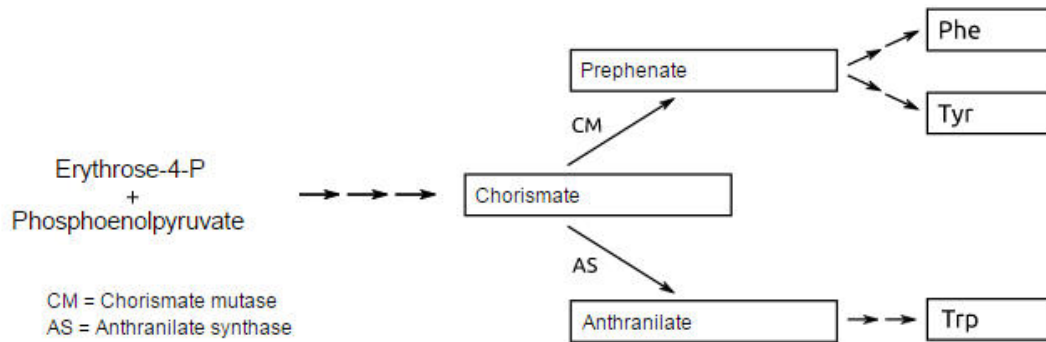 Phe
Prephenate
Tyr
CM
Erythrose-4-P
+
Phosphoenolpyruvate
Chorismate
AS
CM = Chorismate mutase
AS = Anthranilate synthase
Anthranilate
Trp